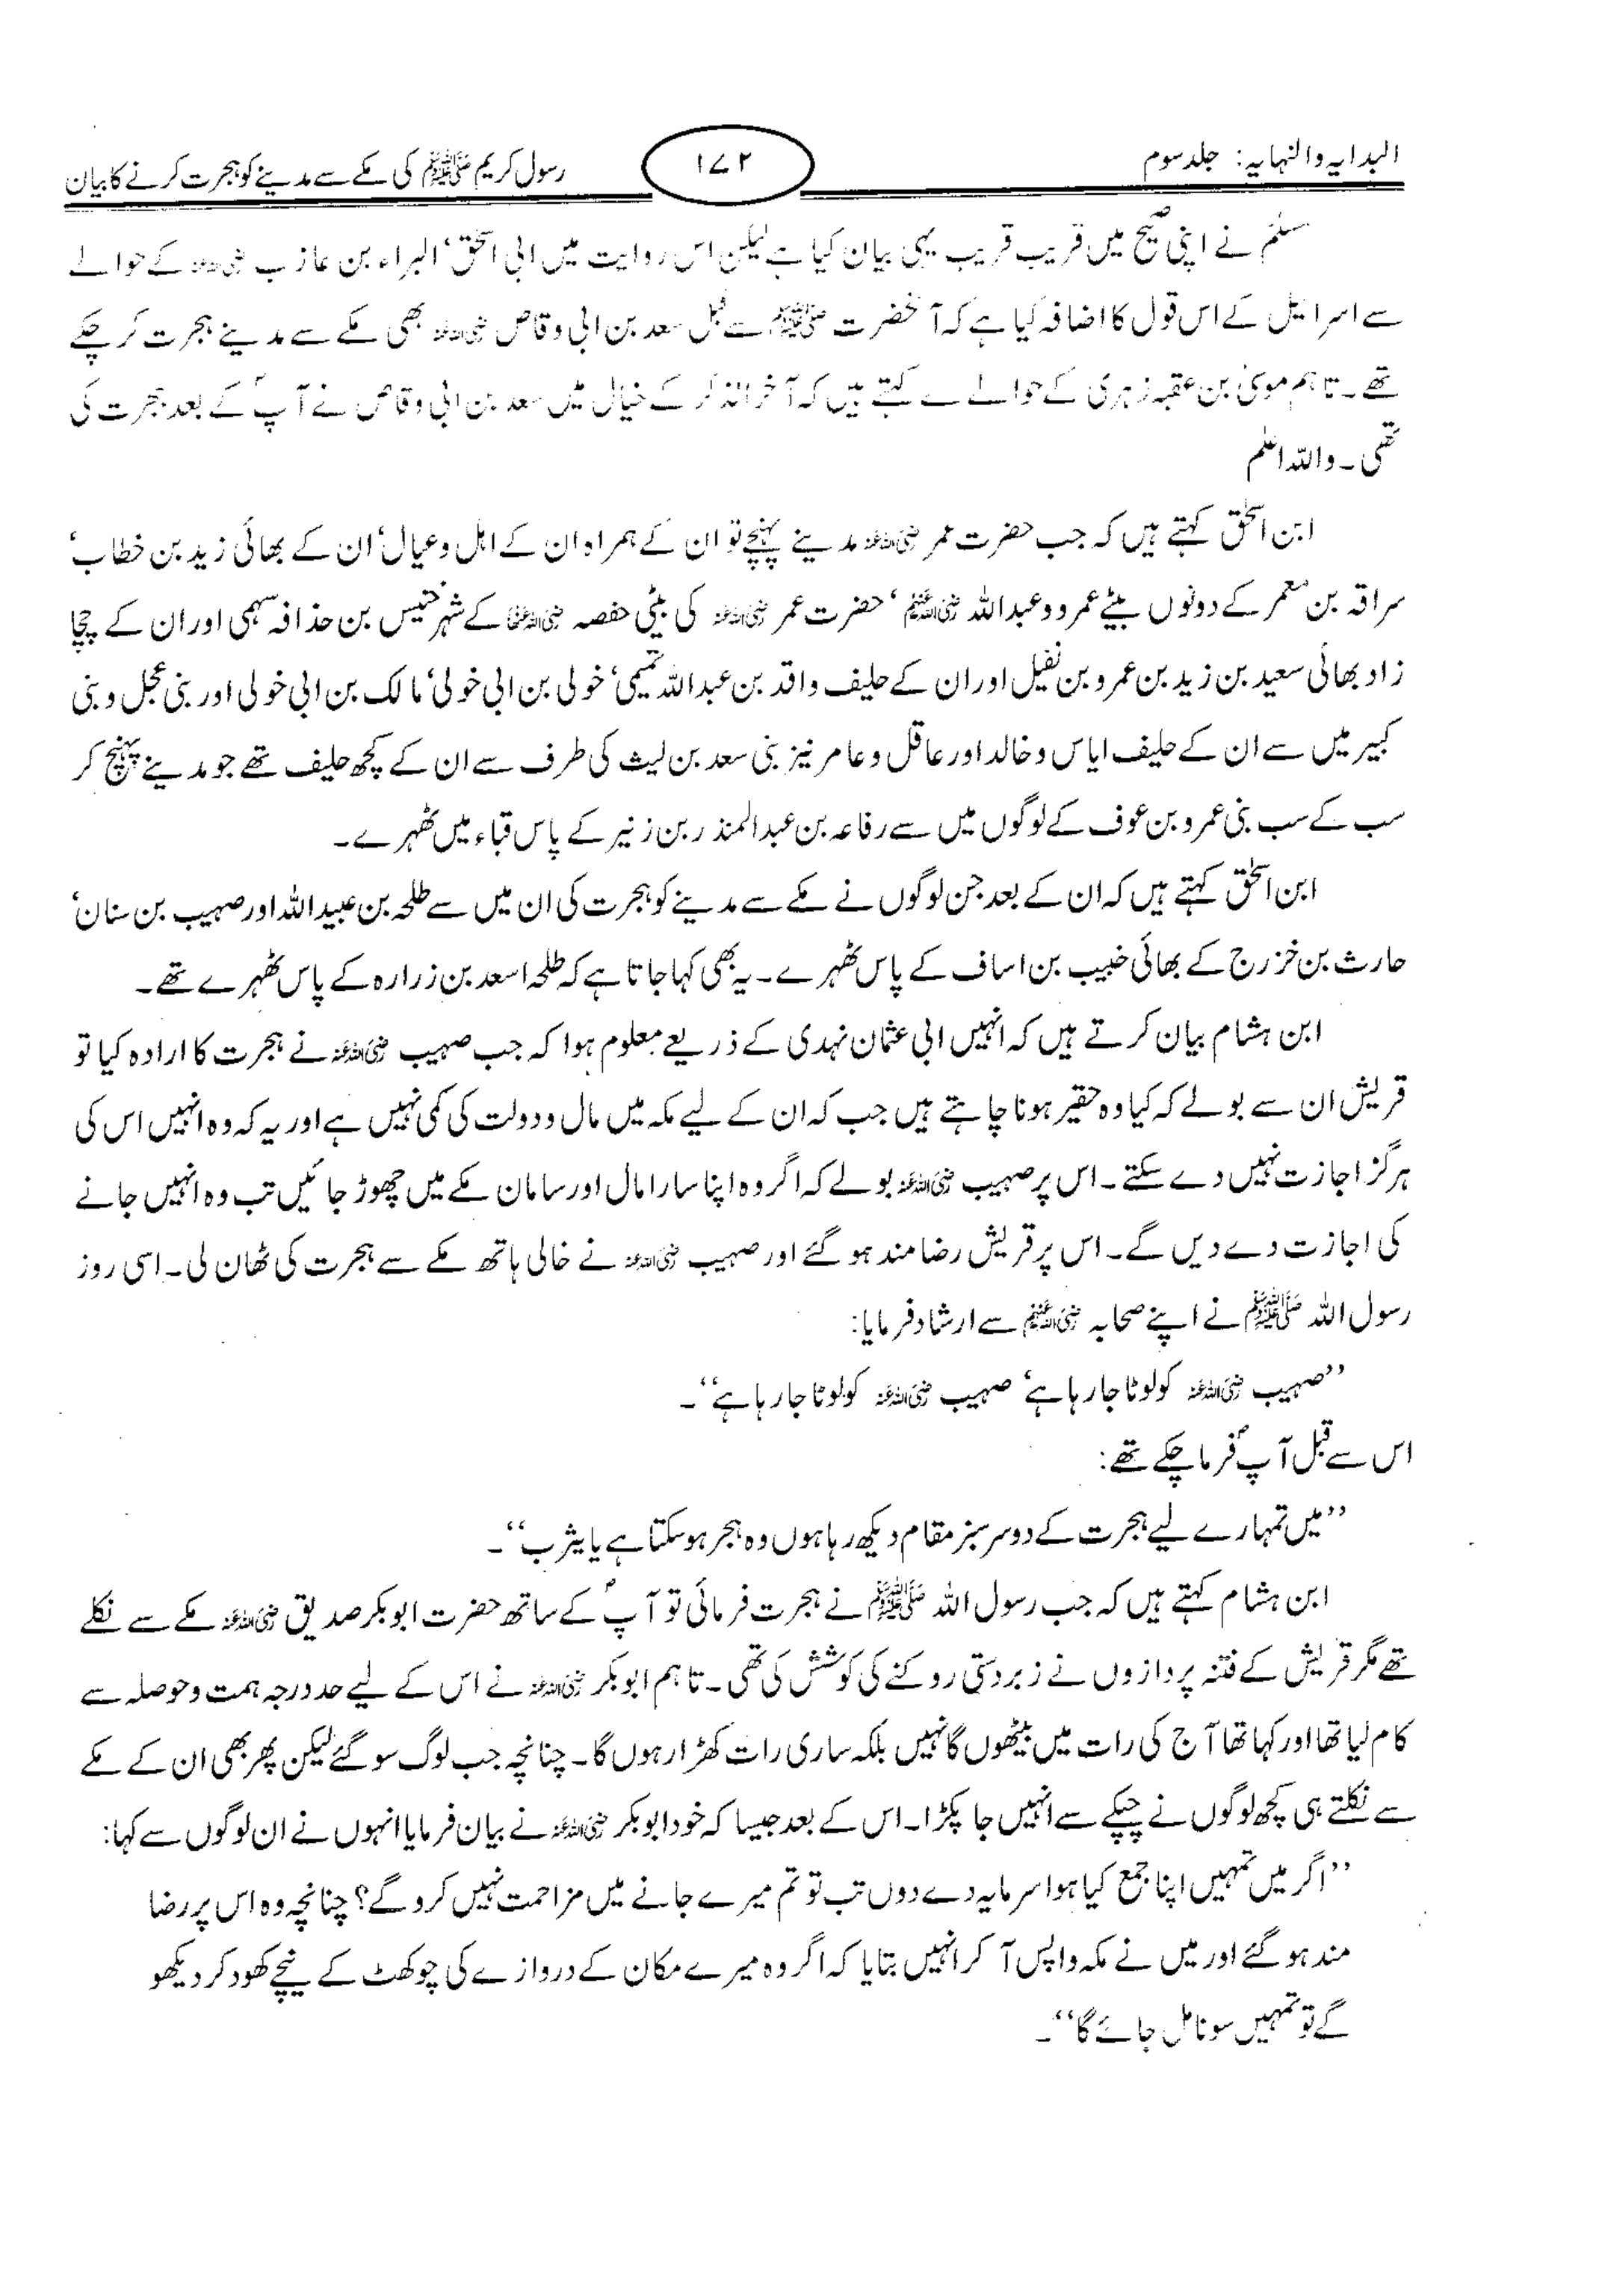 البدایہ والنہایہ: جلد سوم
۱۷۲
رسول کریم ﷺ کی مکے سے مدینے کو ہجرت کرنے کا بیان
مسلم نے اپنی صحیح میں قریب قریب یہی بیان کیا ہے لیکن اس روایت میں ابی اسحٰق‘ البراء بن عازب رضی اللہ عنہ کے حوالے
سے اسرائیل کے اس قول کا اضافہ کیا ہے کہ آنحضرت ﷺ سے قبل سعد بن ابی وقاص رضی اللہ عنہ بھی مکے سے مدینے ہجرت کر چکے
تھے۔ تاہم موسیٰ بن عقبہ زہری کے حوالے سے کہتے ہیں کہ آخر الذکر کے خیال میں سعد بن ابی وقاص نے آپؐ کے بعد ہجرت کی
تھی۔ واللہ اعلم
ابن اسحٰق کہتے ہیں کہ جب حضرت عمر رضی اللہ عنہ مدینے پہنچے تو ان کے ہمراہ ان کے اہل و عیال‘ ان کے بھائی زید بن خطاب‘
سراقہ بن معمر کے دونوں بیٹے عمرو و عبداللہ رضی اللہ عنہم‘ حضرت عمر رضی اللہ عنہ کی بیٹی حفصہ رضی اللہ عنہا کے شہر خنیس بن حذافہ سہمی اور ان کے چچا
زاد بھائی سعید بن زید بن عمرو بن نفیل اور ان کے حلیف واقد بن عبداللہ تمیمی‘ خولی بن ابی خولی‘ مالک بن ابی خولی اور بنی عجل و بنی
کبیر میں سے ان کے حلیف ایاس و خالد اور عاقل و عامر نیز بنی سعد بن لیث کی طرف سے ان کے کچھ حلیف تھے جو مدینے پہنچ کر
سب کے سب بنی عمرو بن عوف کے لوگوں میں سے رفاعہ بن عبدالمنذر بن زنیر کے پاس قباء میں ٹھہرے۔
ابن اسحٰق کہتے ہیں کہ ان کے بعد جن لوگوں نے مکے سے مدینے کو ہجرت کی ان میں سے طلحہ بن عبیداللہ اور صہیب بن سنان‘
حارث بن خزرج کے بھائی خبیب بن اساف کے پاس ٹھہرے۔ یہ بھی کہا جاتا ہے کہ طلحہ اسعد بن زرارہ کے پاس ٹھہرے تھے۔
ابن ہشام بیان کرتے ہیں کہ انہیں ابی عثمان نہدی کے ذریعے معلوم ہوا کہ جب صہیب رضی اللہ عنہ نے ہجرت کا ارادہ کیا تو
قریش ان سے بولے کہ کیا وہ حقیر ہونا چاہتے ہیں جب کہ ان کے لیے مکہ میں مال و دولت کی کمی نہیں ہے اور یہ کہ وہ انہیں اس کی
ہرگز اجازت نہیں دے سکتے۔ اس پر صہیب رضی اللہ عنہ بولے کہ اگر وہ اپنا سارا مال اور سامان مکے میں چھوڑ جائیں تب وہ انہیں جانے
کی اجازت دے دیں گے۔ اس پر قریش رضا مند ہو گئے اور صہیب رضی اللہ عنہ نے خالی ہاتھ مکے سے ہجرت کی ٹھان لی۔ اسی روز
رسول اللہ ﷺ نے اپنے صحابہ رضی اللہ عنہم سے ارشاد فرمایا:
’’صہیب رضی اللہ عنہ کو لوٹا جا رہا ہے‘ صہیب رضی اللہ عنہ کو لوٹا جا رہا ہے‘‘۔
اس سے قبل آپؐ فرما چکے تھے:
’’میں تمہارے لیے ہجرت کے دو سرسبز مقام دیکھ رہا ہوں وہ ہجر ہو سکتا ہے یا یثرب‘‘۔
ابن ہشام کہتے ہیں کہ جب رسول اللہ ﷺ نے ہجرت فرمائی تو آپؐ کے ساتھ حضرت ابوبکر صدیق رضی اللہ عنہ مکے سے نکلے
تھے مگر قریش کے فتنہ پردازوں نے زبردستی روکنے کی کوشش کی تھی۔ تاہم ابوبکر رضی اللہ عنہ نے اس کے لیے حد درجہ ہمت و حوصلہ سے
کام لیا تھا اور کہا تھا آج کی رات میں بیٹھوں گا نہیں بلکہ ساری رات کھڑا رہوں گا۔ چنانچہ جب لوگ سو گئے لیکن پھر بھی ان کے مکے
سے نکلتے ہی کچھ لوگوں نے چپکے سے انہیں جا پکڑا۔ اس کے بعد جیسا کہ خود ابوبکر رضی اللہ عنہ نے بیان فرمایا انہوں نے ان لوگوں سے کہا:
’’اگر میں تمہیں اپنا جمع کیا ہوا سرمایہ دے دوں تب تو تم میرے جانے میں مزاحمت نہیں کرو گے؟ چنانچہ وہ اس پر رضا
مند ہو گئے اور میں نے مکہ واپس آ کر انہیں بتایا کہ اگر وہ میرے مکان کے دروازے کی چوکھٹ کے نیچے کھود کر دیکھو
گے تو تمہیں سونا مل جائے گا‘‘۔